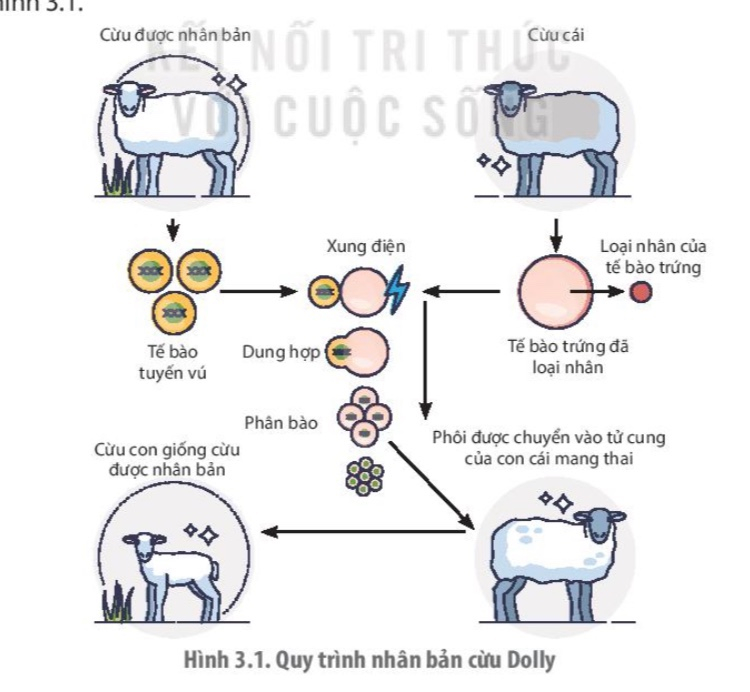 hình 3.1.
KẾT NỐI TRI THỨC
VỚI CUỘC SỐNG
Cừu được nhân bản
Cừu cái
Xung điện
Loại nhân của
tế bào trứng
Tế bào
tuyến vú
Dung hợp
Tế bào trứng đã
loại nhân
Phân bào
Phôi được chuyển vào tử cung
của con cái mang thai
Cừu con giống cừu
được nhân bản
Hình 3.1. Quy trình nhân bản cừu Dolly